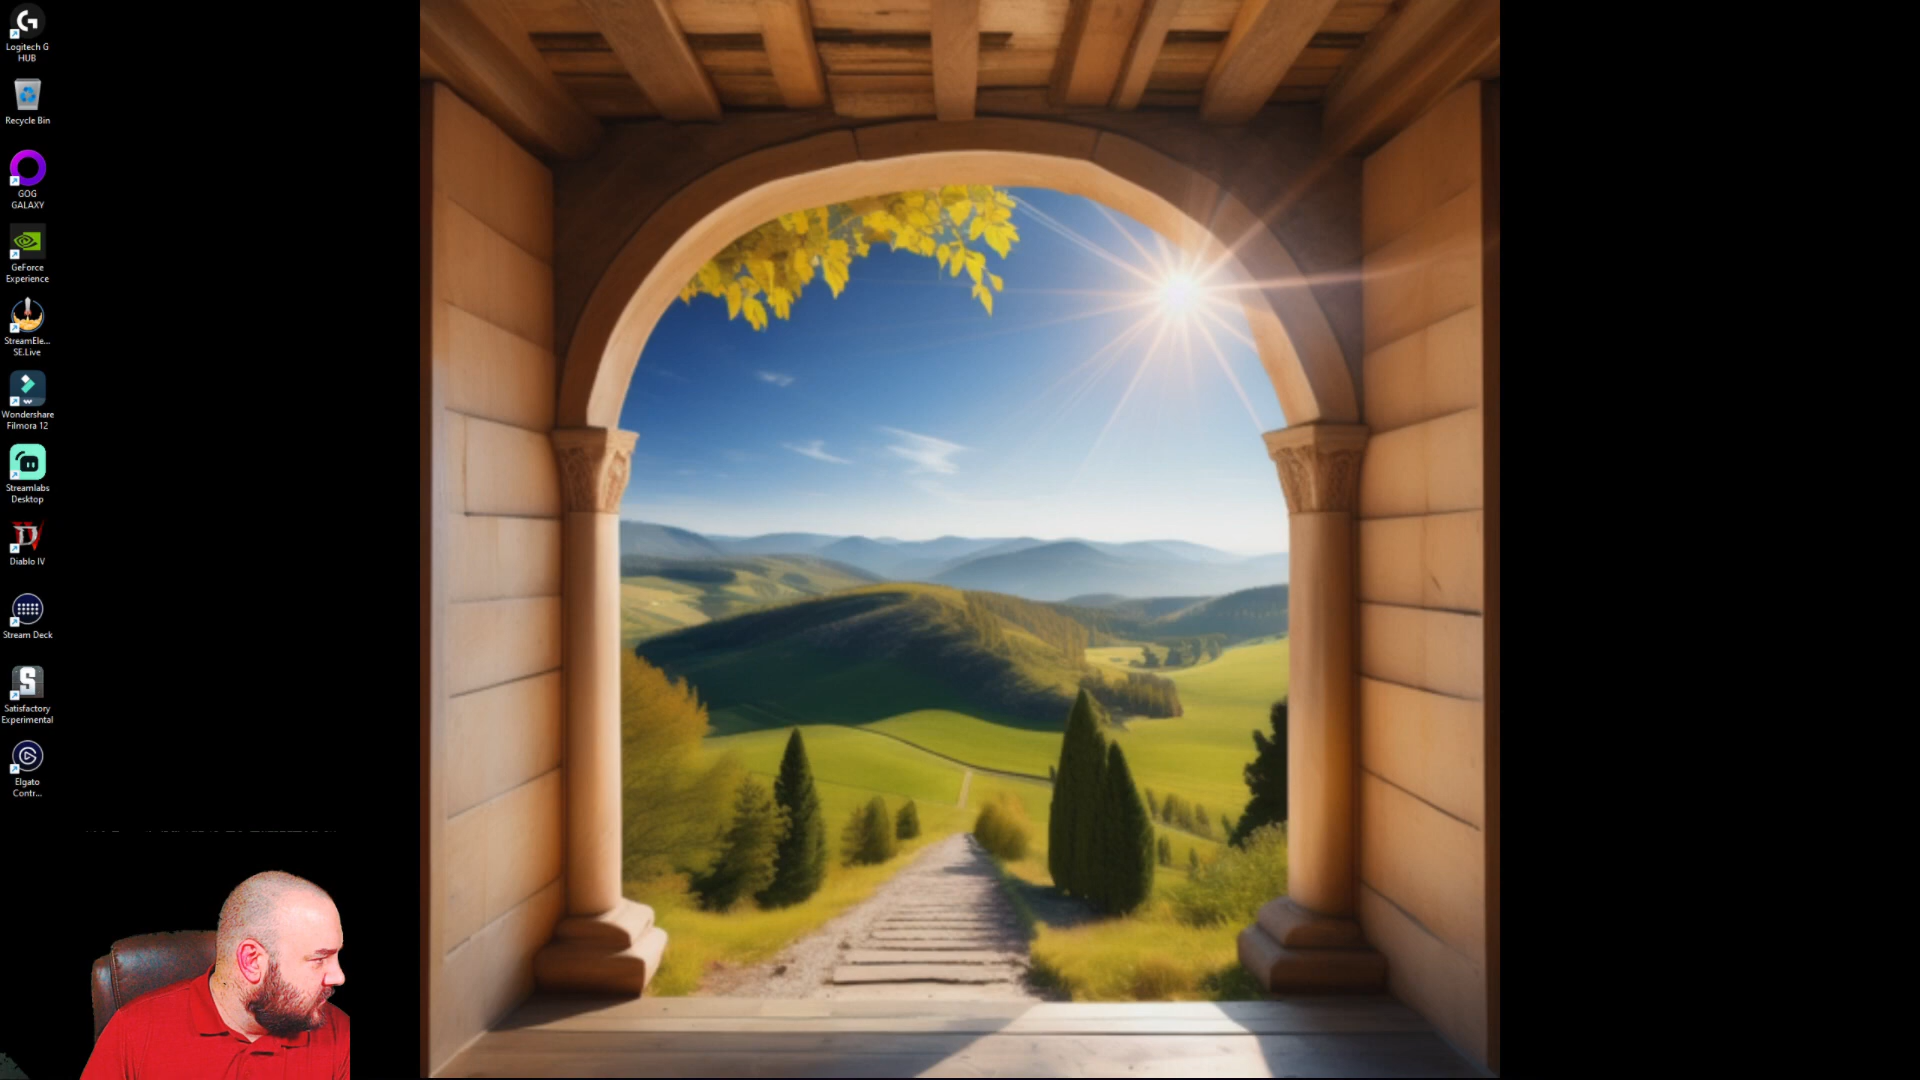 Logitech G
HUB
Recycle Bin
GOG
GALAXY
GeForce
Experience
StreamEle...
SE.Live
Wondershare
Filmora 12
Streamlabs
Desktop
Diablo IV
Stream Deck
Satisfactory
Experimental
Elgato
Contr...